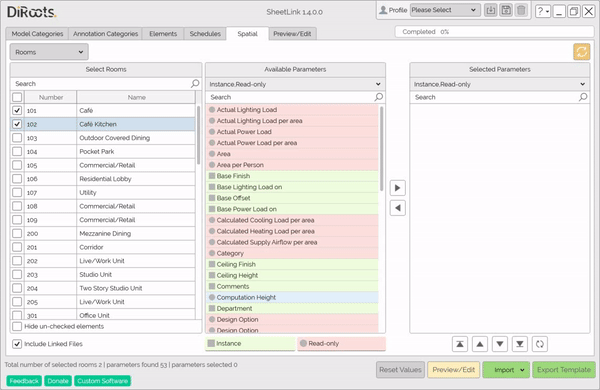 DiRoots.
SheetLink 1.4.0.0
Profile
Please Select
?
Model Categories
Annotation Categories
Elements
Schedules
Spatial
Preview/Edit
Completed 0%
Rooms
Select Rooms
Search
Number
Name
101 Café
102 Café Kitchen
103 Outdoor Covered Dining
104 Pocket Park
105 Commercial/Retail
106 Residential Lobby
107 Utility
108 Commercial/Retail
109 Commercial/Retail
200 Mezzanine Dining
201 Corridor
202 Live/Work Unit
203 Studio Unit
204 Two Story Studio Unit
205 Live/Work Unit
301 Office Unit
Hide un-checked elements
Include Linked Files
Available Parameters
Instance,Read-only
Search
Actual Lighting Load
Actual Lighting Load per area
Actual Power Load
Actual Power Load per area
Area
Area per Person
Base Finish
Base Lighting Load on
Base Offset
Base Power Load on
Calculated Cooling Load per area
Calculated Heating Load per area
Calculated Supply Airflow per area
Category
Ceiling Finish
Ceiling Height
Comments
Computation Height
Department
Design Option
Design Option
Instance
Read-only
Selected Parameters
Instance,Read-only
Search
Total number of selected rooms 2 | parameters found 53 | parameters selected 0
Feedback
Donate
Custom Software
Reset Values
Preview/Edit
Import
Export Template